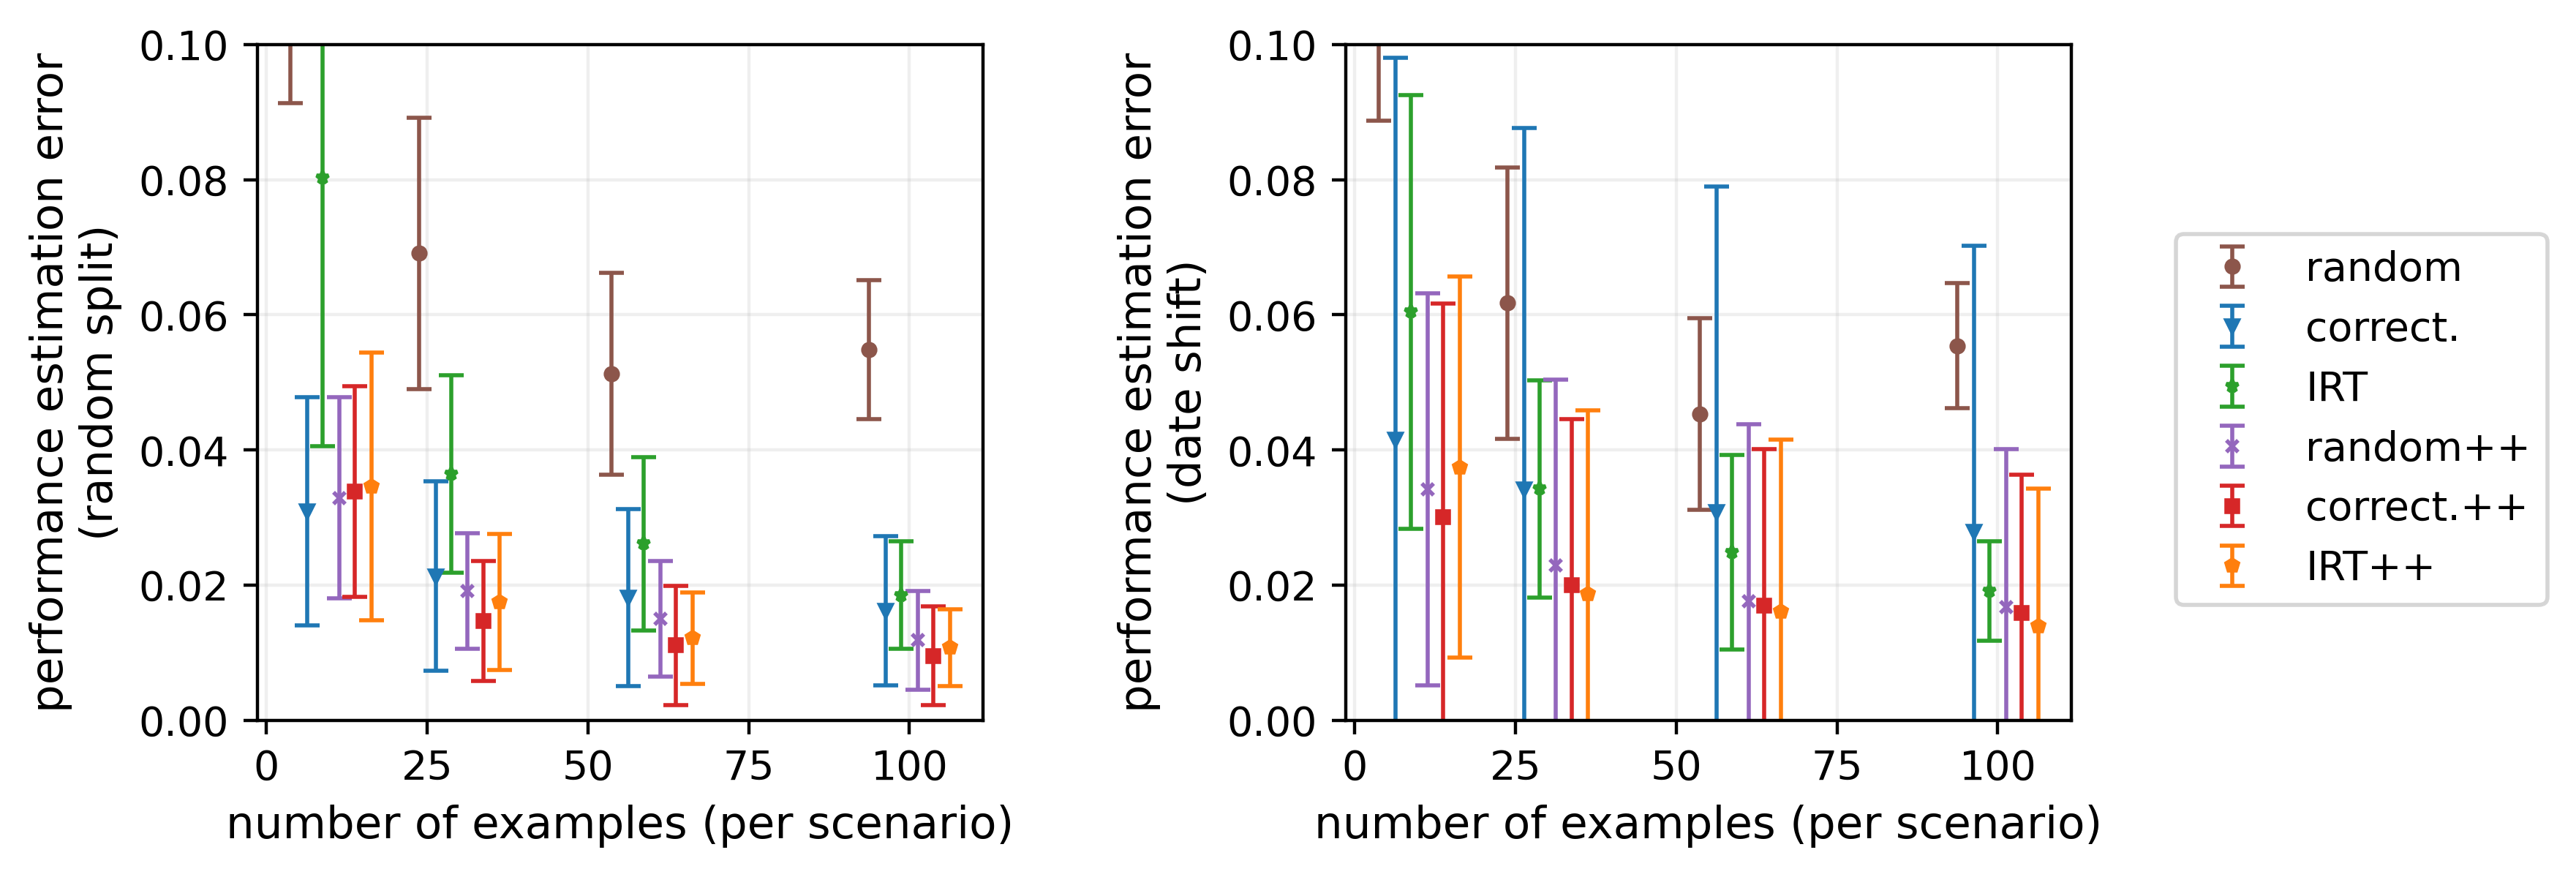 performance estimation error
(random split)
0.10
0.08
0.06
0.04
0.02
0.00
0
25
50
75
100
number of examples (per scenario)
performance estimation error
(date shift)
0.10
0.08
0.06
0.04
0.02
0.00
0
25
50
75
100
number of examples (per scenario)
random
correct.
IRT
random++
correct.++
IRT++